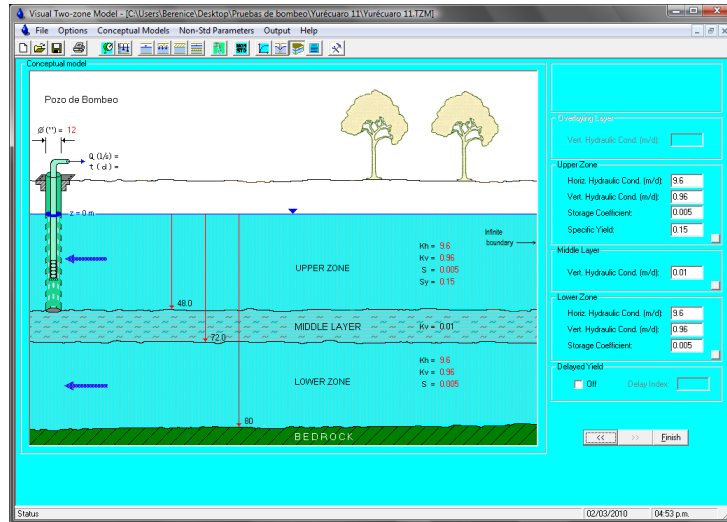 Visual Two-zone Model - [C:\Users\Berenice\Desktop\Pruebas de bombeo\Yurécuaro 11\Yurécuaro 11.TZM]
File Options Conceptual Models Non-Std Parameters Output Help
Conceptual model
Pozo de Bombeo
Ø (") = 12
Q (l/s) =
t ( d ) =
z = 0 m
Infinite
boundary
UPPER ZONE
Kh = 9.6
Kv = 0.96
S = 0.005
Sy = 0.15
48.0
MIDDLE LAYER
Kv = 0.01
72.0
LOWER ZONE
Kh = 9.6
Kv = 0.96
S = 0.005
80
BEDROCK
Overlaying Layer
Vert. Hydraulic Cond. (m/d):
Upper Zone
Horiz. Hydraulic Cond. (m/d): 9.6
Vert. Hydraulic Cond. (m/d): 0.96
Storage Coefficient: 0.005
Specific Yield: 0.15
Middle Layer
Vert. Hydraulic Cond. (m/d): 0.01
Lower Zone
Horiz. Hydraulic Cond. (m/d): 9.6
Vert. Hydraulic Cond. (m/d): 0.96
Storage Coefficient: 0.005
Delayed Yield
Off Delay Index:
<< >> Finish
Status 02/03/2010 04:53 p.m.